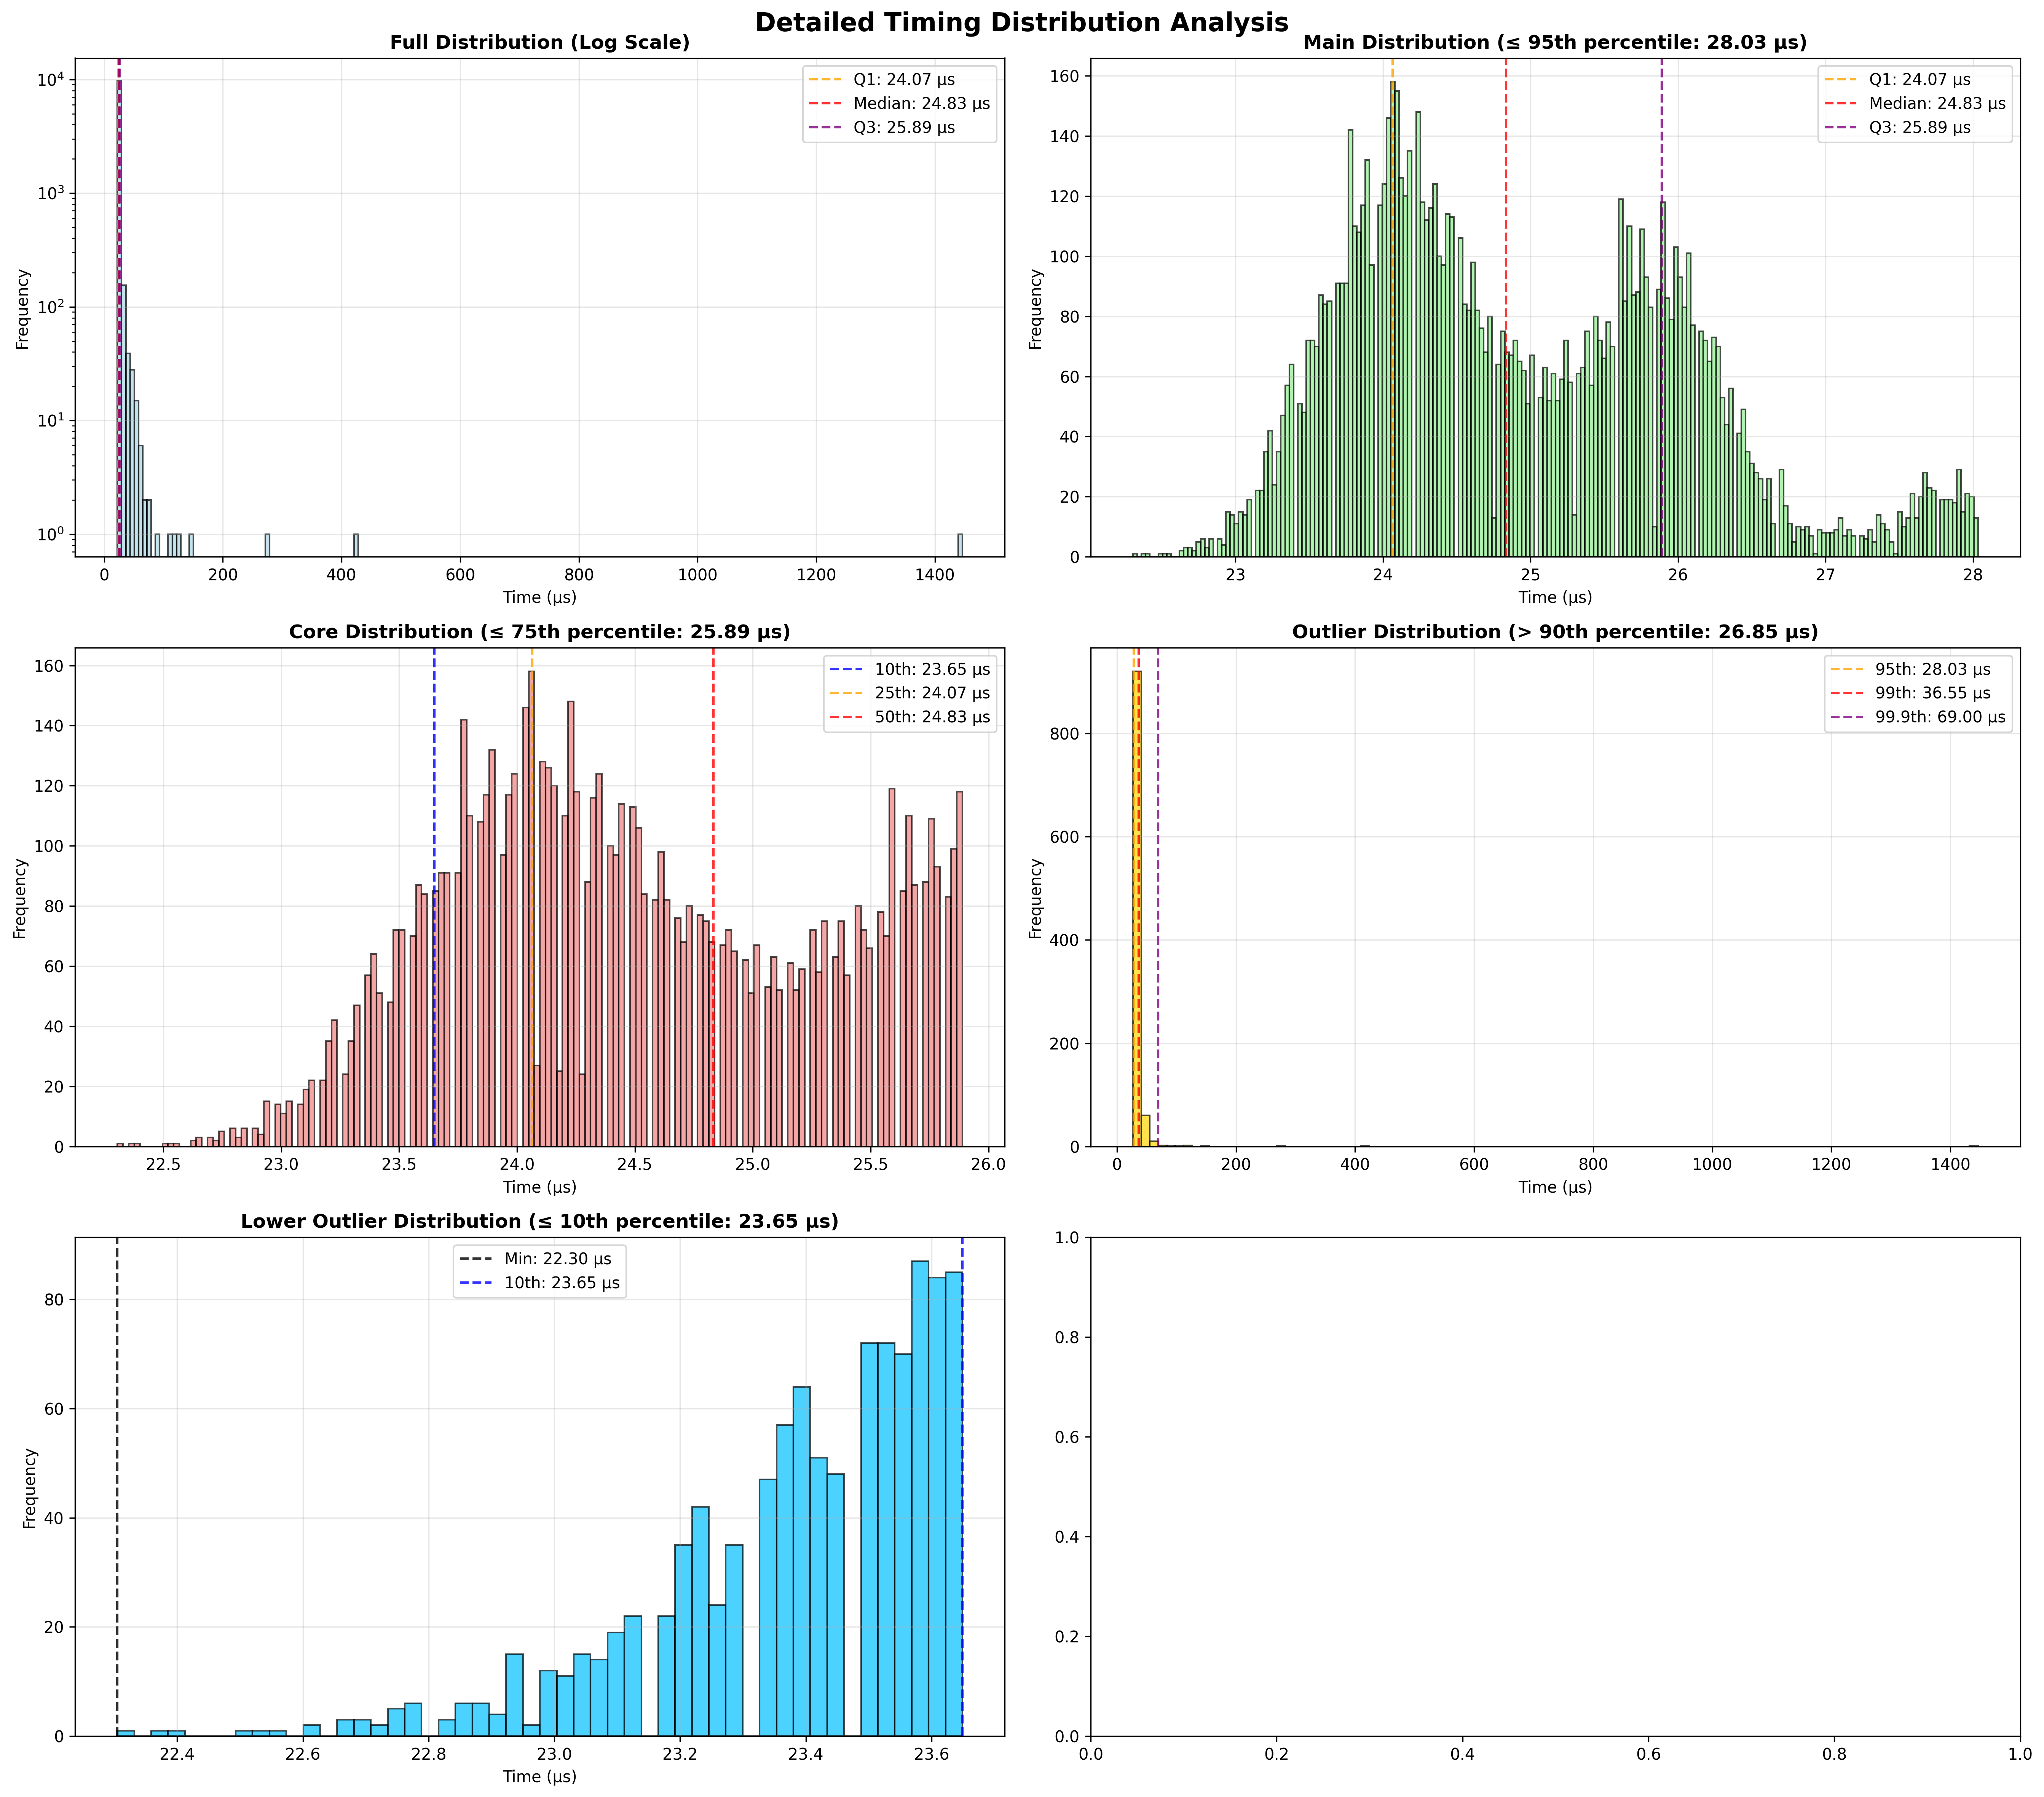 Detailed Timing Distribution Analysis
Full Distribution (Log Scale)
10⁴
10³
10²
10¹
10⁰
Frequency
Q1: 24.07 µs
Median: 24.83 µs
Q3: 25.89 µs
0 200 400 600 800 1000 1200 1400
Time (µs)
Main Distribution (≤ 95th percentile: 28.03 µs)
160
140
120
100
80
60
40
20
0
Frequency
Q1: 24.07 µs
Median: 24.83 µs
Q3: 25.89 µs
23 24 25 26 27 28
Time (µs)
Core Distribution (≤ 75th percentile: 25.89 µs)
160
140
120
100
80
60
40
20
0
Frequency
10th: 23.65 µs
25th: 24.07 µs
50th: 24.83 µs
22.5 23.0 23.5 24.0 24.5 25.0 25.5 26.0
Time (µs)
Outlier Distribution (> 90th percentile: 26.85 µs)
800
600
400
200
0
Frequency
95th: 28.03 µs
99th: 36.55 µs
99.9th: 69.00 µs
0 200 400 600 800 1000 1200 1400
Time (µs)
Lower Outlier Distribution (≤ 10th percentile: 23.65 µs)
80
60
40
20
0
Frequency
Min: 22.30 µs
10th: 23.65 µs
22.4 22.6 22.8 23.0 23.2 23.4 23.6
Time (µs)
1.0
0.8
0.6
0.4
0.2
0.0
0.0 0.2 0.4 0.6 0.8 1.0